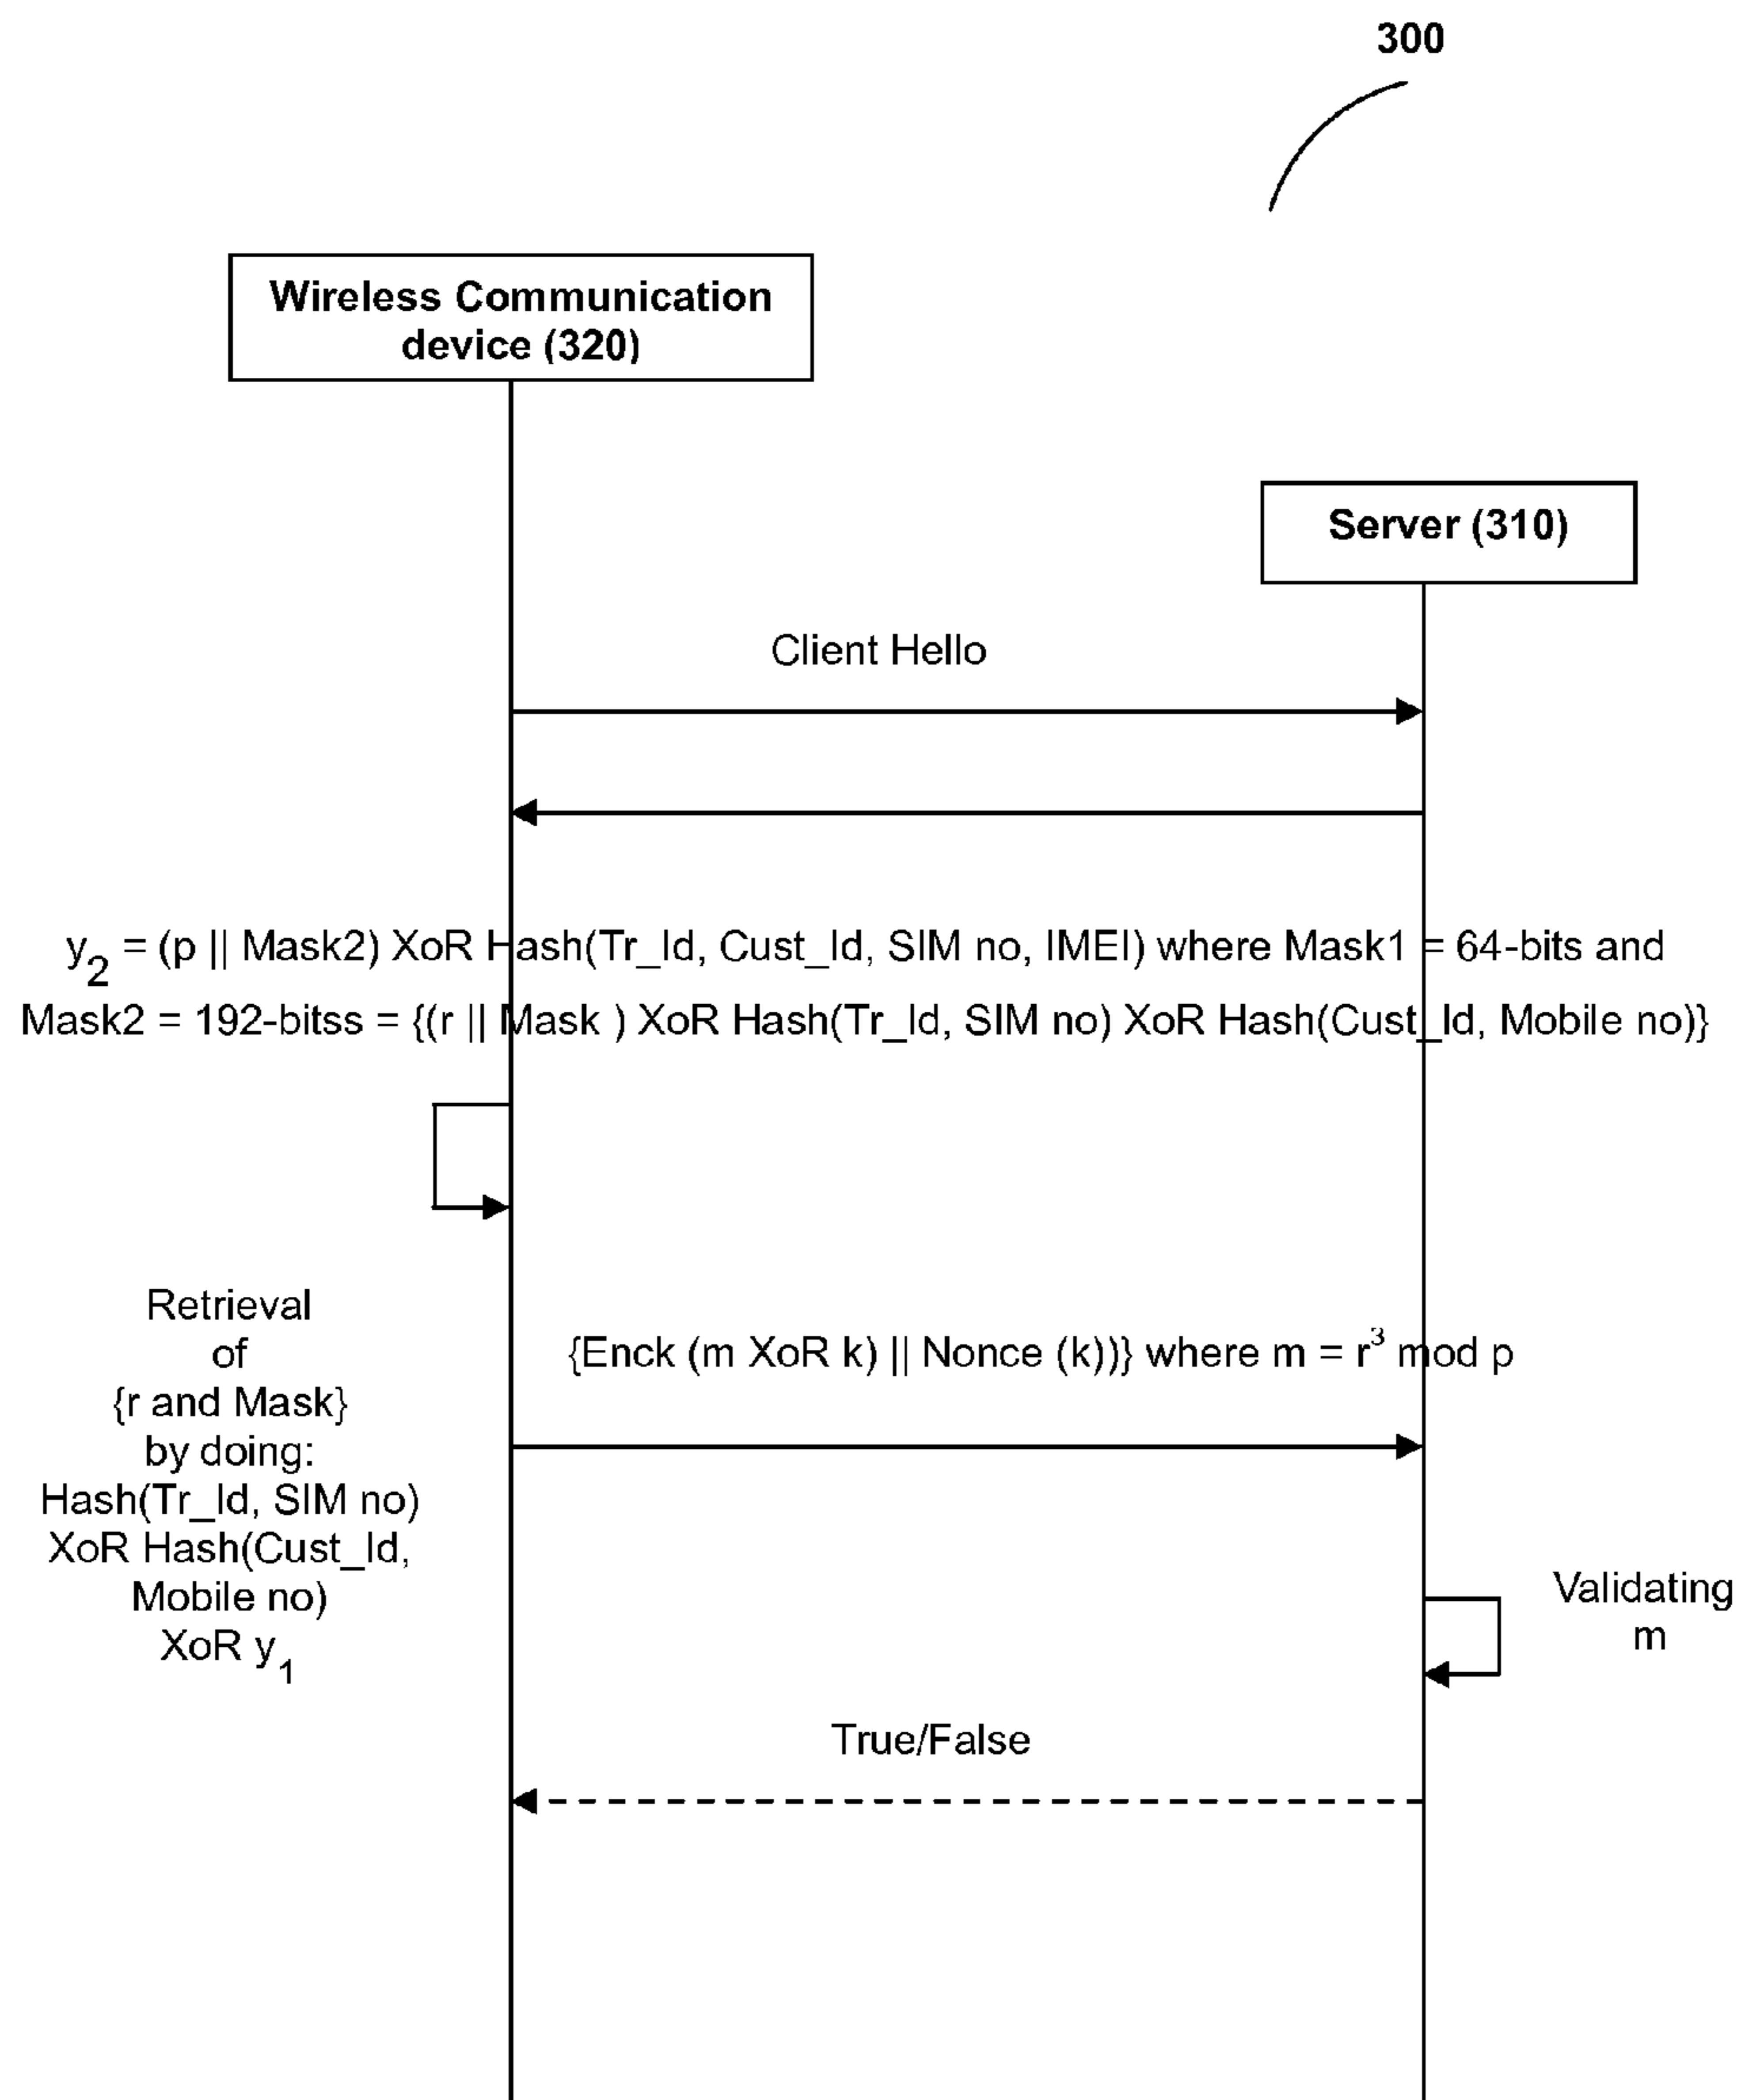 300
Wireless Communication
device (320)
Server (310)
Client Hello
y₂ = (p || Mask2) XoR Hash(Tr_Id, Cust_Id, SIM no, IMEI) where Mask1 = 64-bits and
Mask2 = 192-bitss = {(r || Mask ) XoR Hash(Tr_Id, SIM no) XoR Hash(Cust_Id, Mobile no)}
Retrieval
of
{r and Mask}
by doing:
Hash(Tr_Id, SIM no)
XoR Hash(Cust_Id,
Mobile no)
XoR y₁
{Enck (m XoR k) || Nonce (k))} where m = r³ mod p
Validating
m
True/False